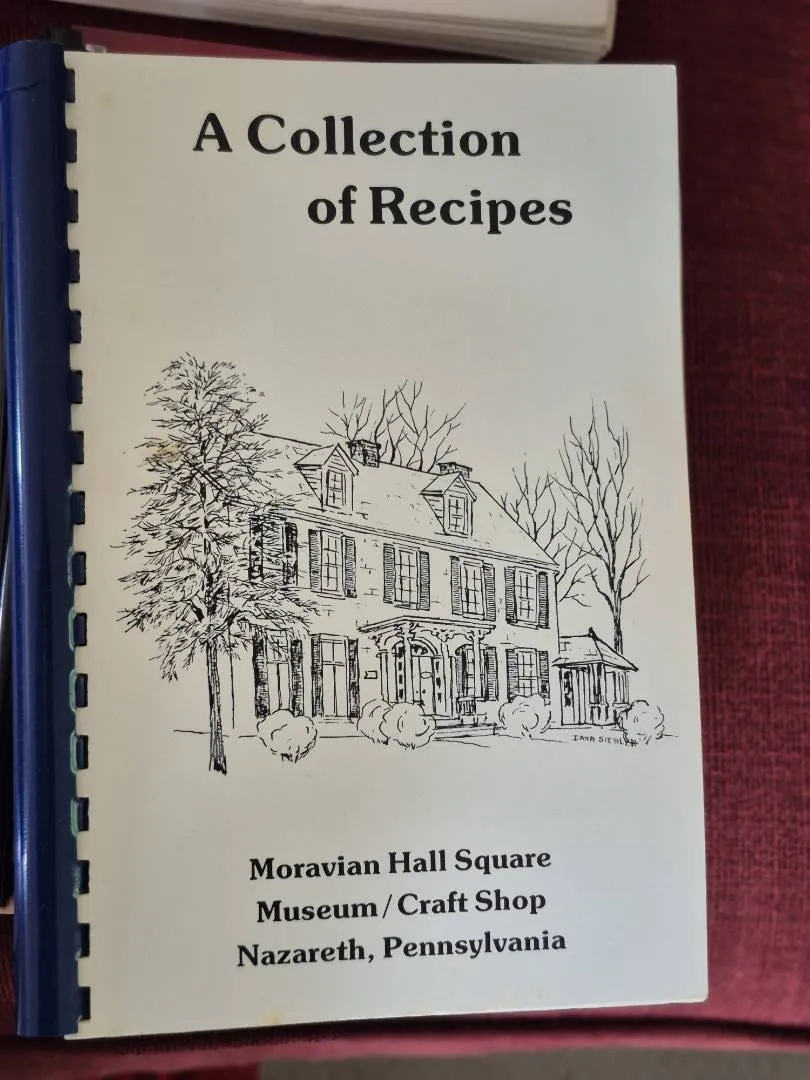 A Collection
of Recipes
Moravian Hall Square
Museum / Craft Shop
Nazareth, Pennsylvania